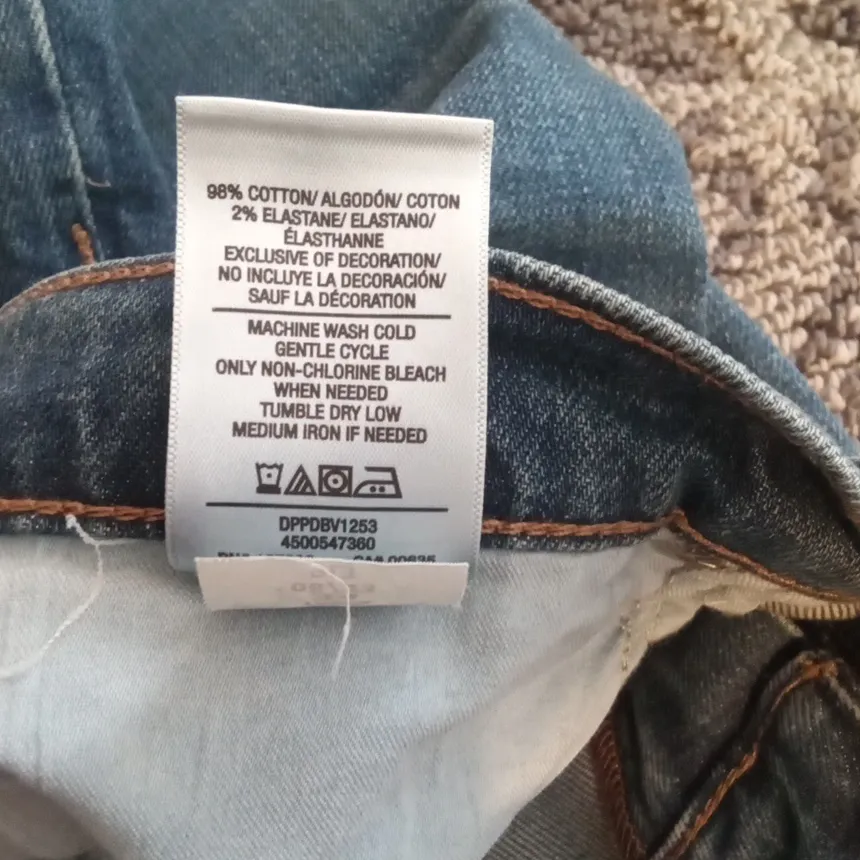 98% COTTON/ ALGODÓN/ COTON
2% ELASTANE/ ELASTANO/
ÉLASTHANNE
EXCLUSIVE OF DECORATION/
NO INCLUYE LA DECORACIÓN/
SAUF LA DÉCORATION
MACHINE WASH COLD
GENTLE CYCLE
ONLY NON-CHLORINE BLEACH
WHEN NEEDED
TUMBLE DRY LOW
MEDIUM IRON IF NEEDED
DPPDBV1253
4500547360